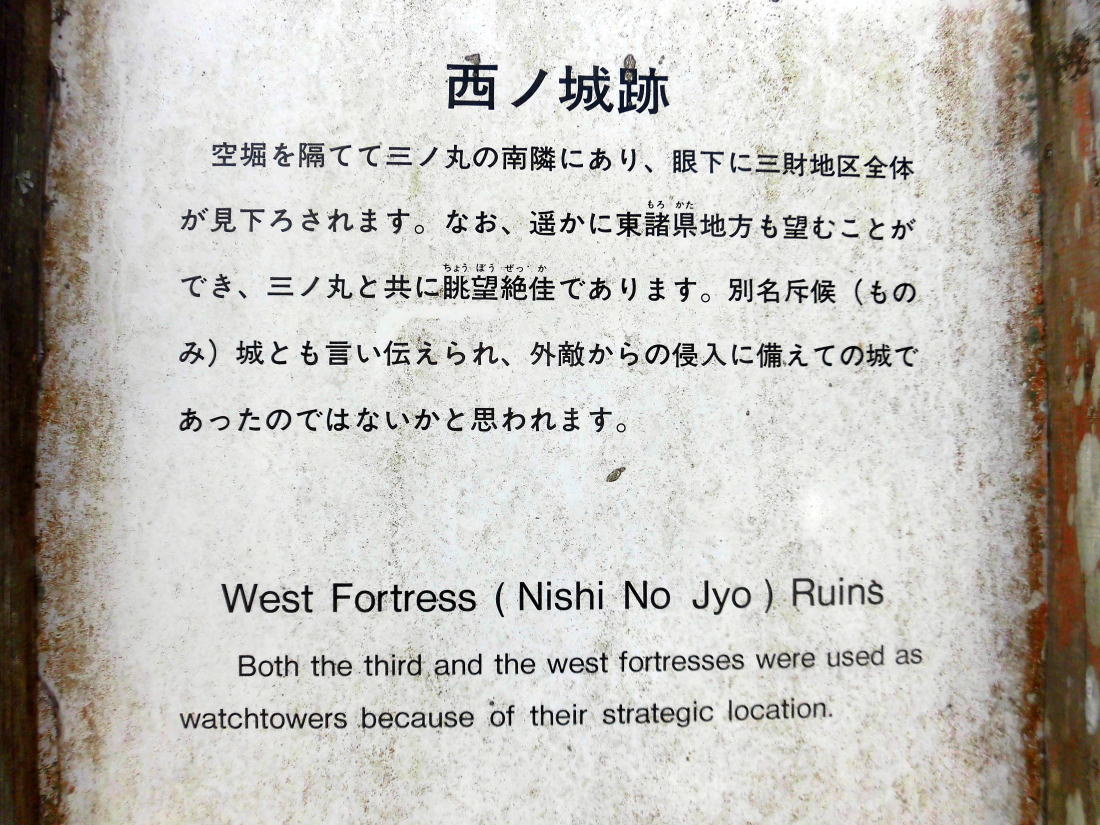 西ノ城跡
空堀を隔てて三ノ丸の南隣にあり、眼下に三財地区全体
が見下ろされます。なお、遥かに東諸県地方も望むことが
でき、三ノ丸と共に眺望絶佳であります。別名斥候（もの
み）城とも言い伝えられ、外敵からの侵入に備えての城で
あったのではないかと思われます。
West Fortress ( Nishi No Jyo ) Ruins
Both the third and the west fortresses were used as
watchtowers because of their strategic location.